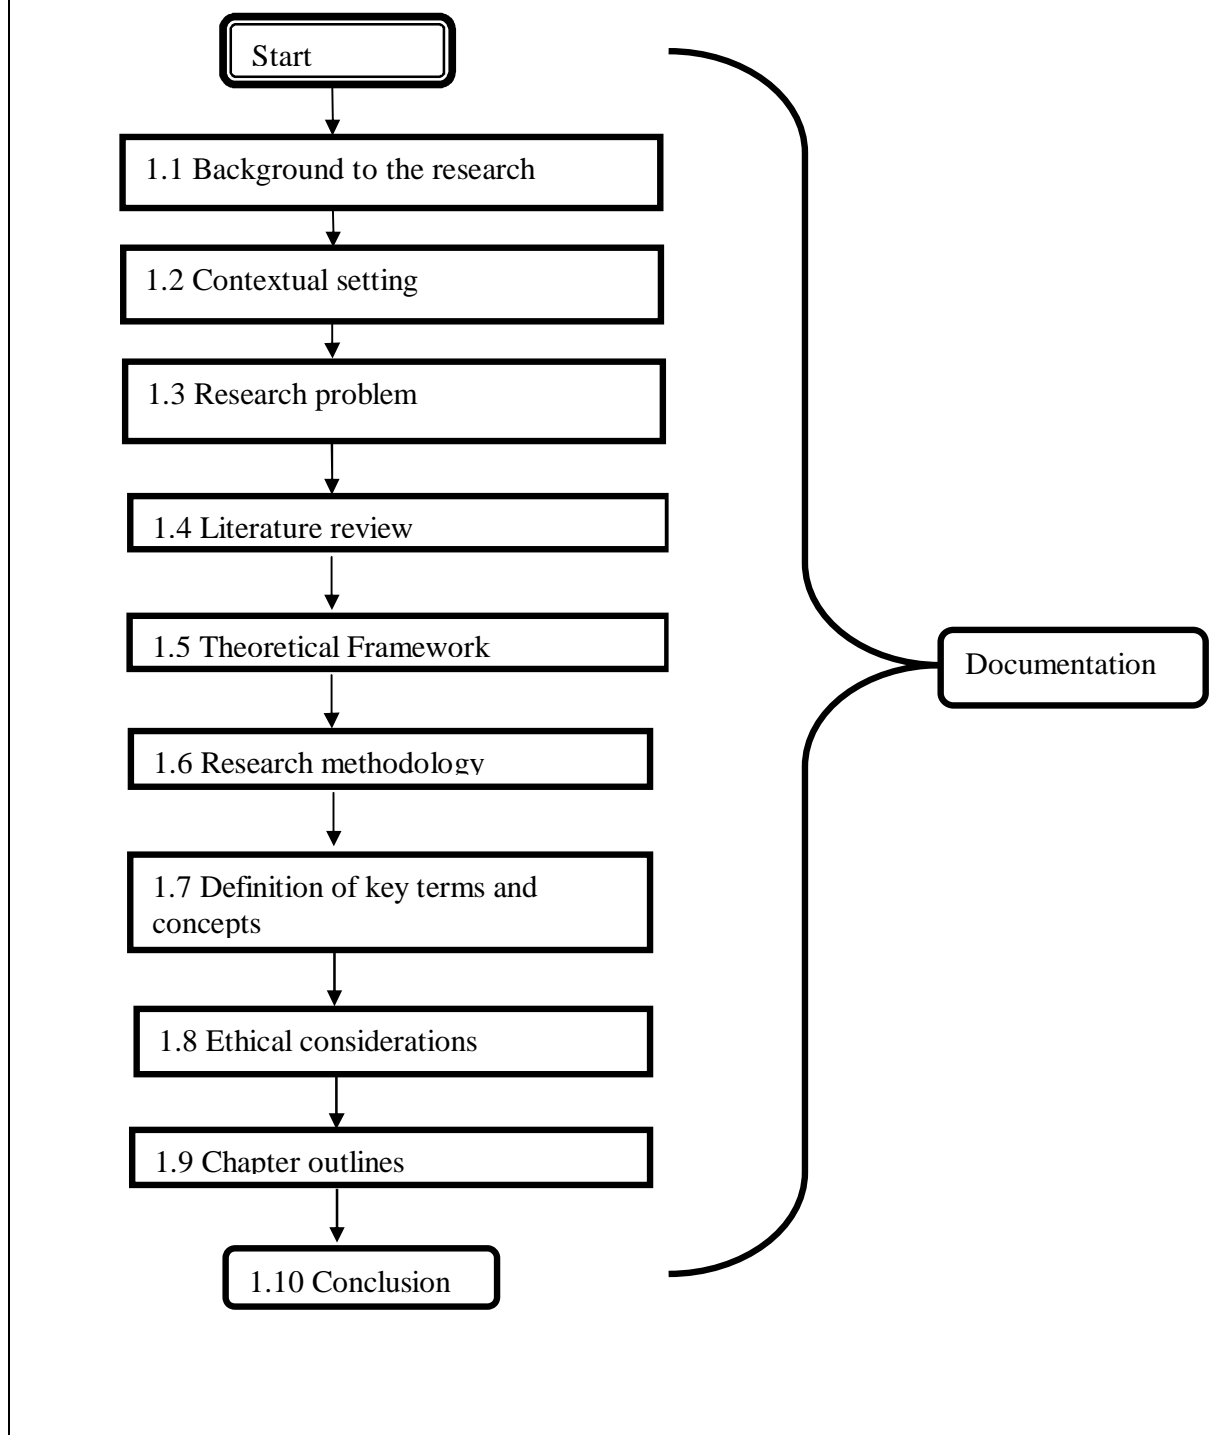 Start
1.1 Background to the research
1.2 Contextual setting
1.3 Research problem
1.4 Literature review
1.5 Theoretical Framework
Documentation
1.6 Research methodology
1.7 Definition of key terms and
concepts
1.8 Ethical considerations
1.9 Chapter outlines
1.10 Conclusion